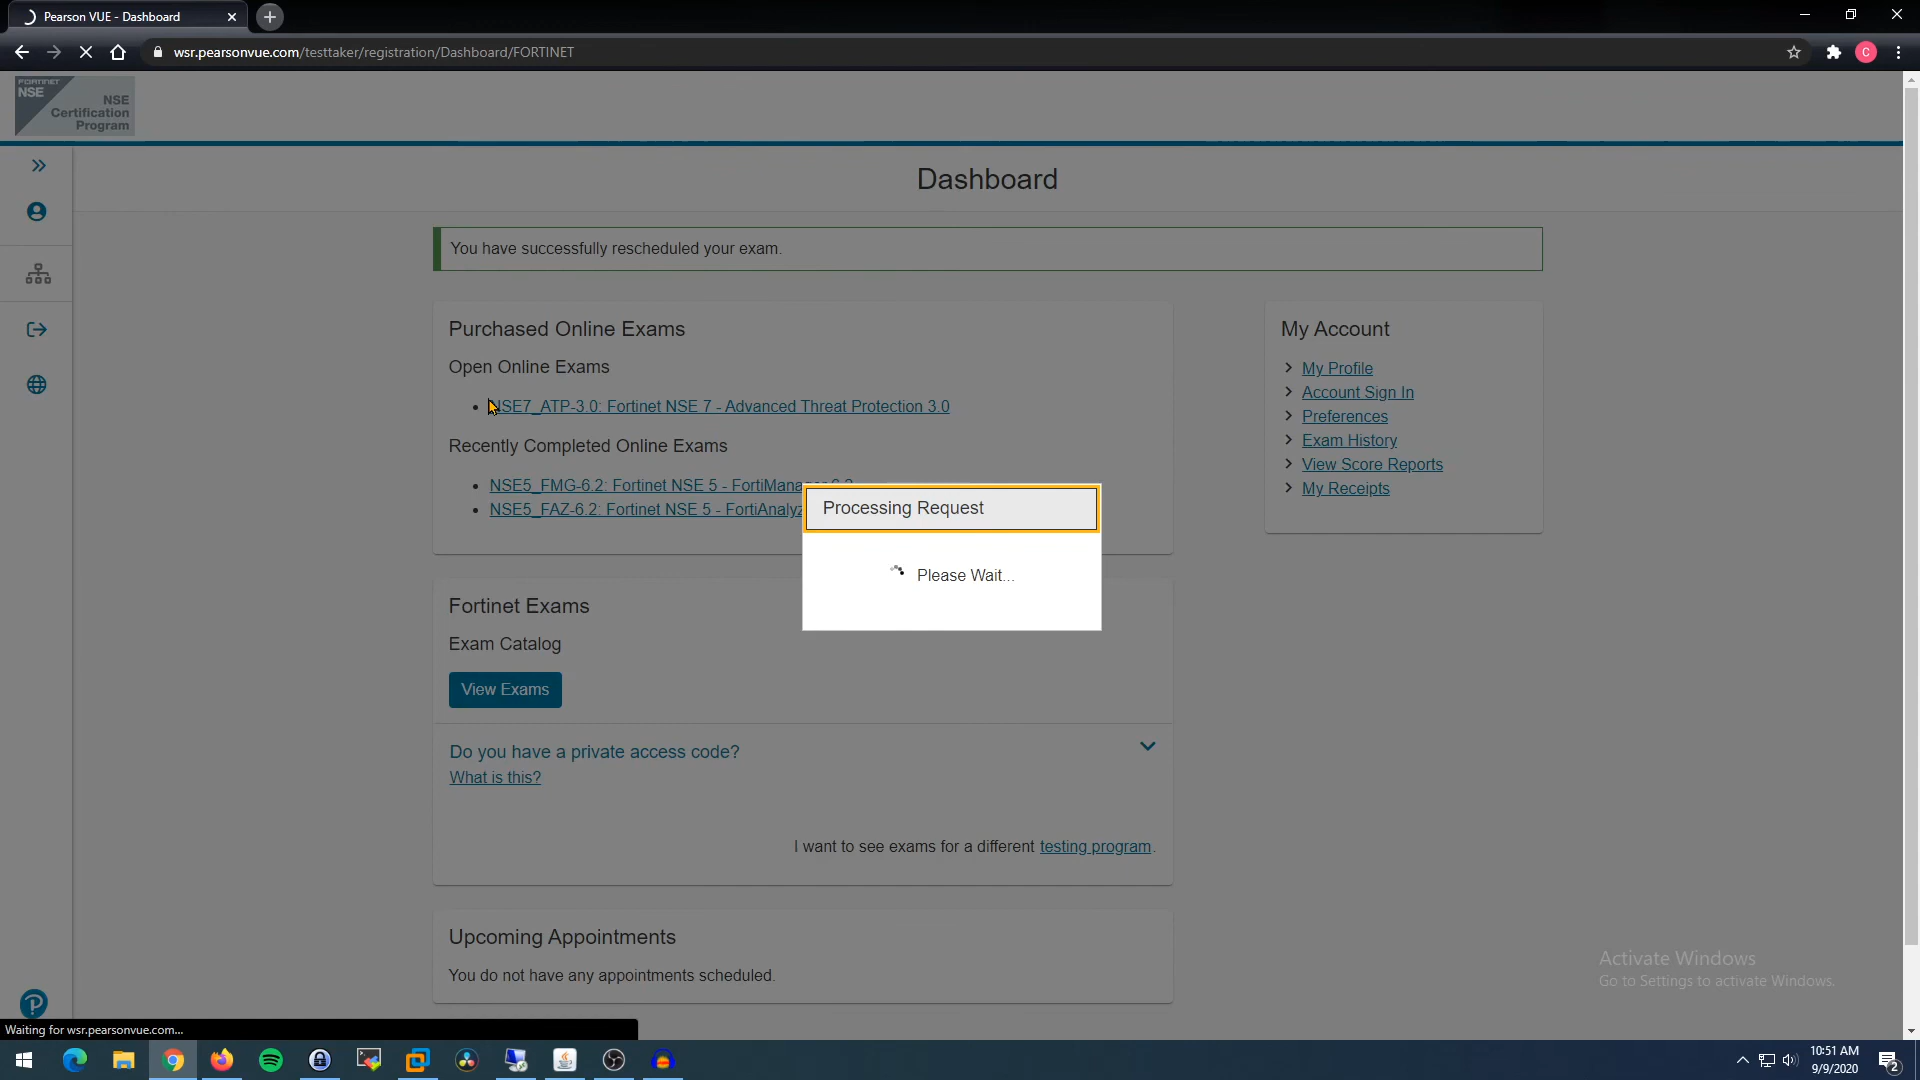 Pearson VUE - Dashboard
wsr.pearsonvue.com/testtaker/registration/Dashboard/FORTINET
C
FORTINET
NSE
NSE
Certification
Program
Dashboard
You have successfully rescheduled your exam.
Purchased Online Exams
Open Online Exams
NSE7_ATP-3.0: Fortinet NSE 7 - Advanced Threat Protection 3.0
Recently Completed Online Exams
NSE5_FMG-6.2: Fortinet NSE 5 - FortiManager 6.2
NSE5_FAZ-6.2: Fortinet NSE 5 - FortiAnalyz
My Account
My Profile
Account Sign In
Preferences
Exam History
View Score Reports
My Receipts
Processing Request
Please Wait...
Fortinet Exams
Exam Catalog
View Exams
Do you have a private access code?
What is this?
I want to see exams for a different testing program.
Upcoming Appointments
You do not have any appointments scheduled.
Activate Windows
Go to Settings to activate Windows.
Waiting for wsr.pearsonvue.com...
10:51 AM
9/9/2020
2